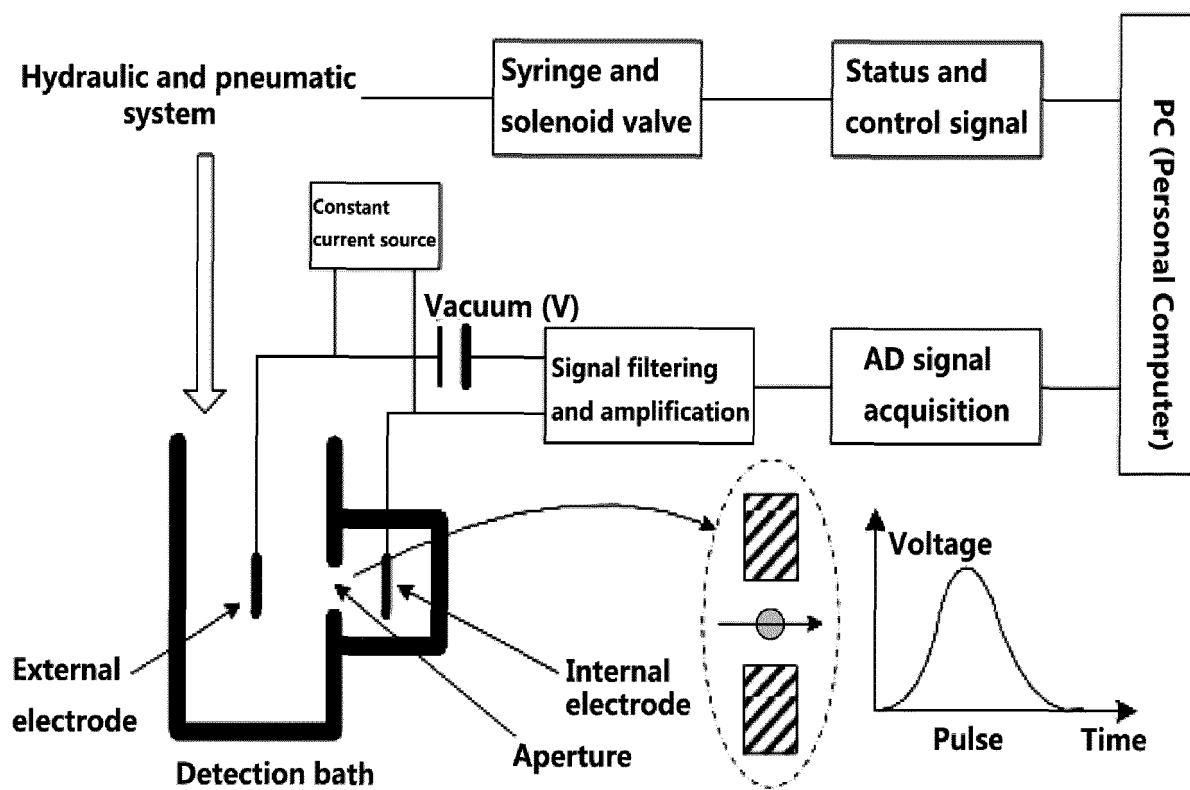 Hydraulic and pneumatic
system
Syringe and
solenoid valve
Status and
control signal
PC (Personal Computer)
Constant
current source
Vacuum (V)
Signal filtering
and amplification
AD signal
acquisition
Voltage
External
electrode
Internal
electrode
Aperture
Pulse
Time
Detection bath